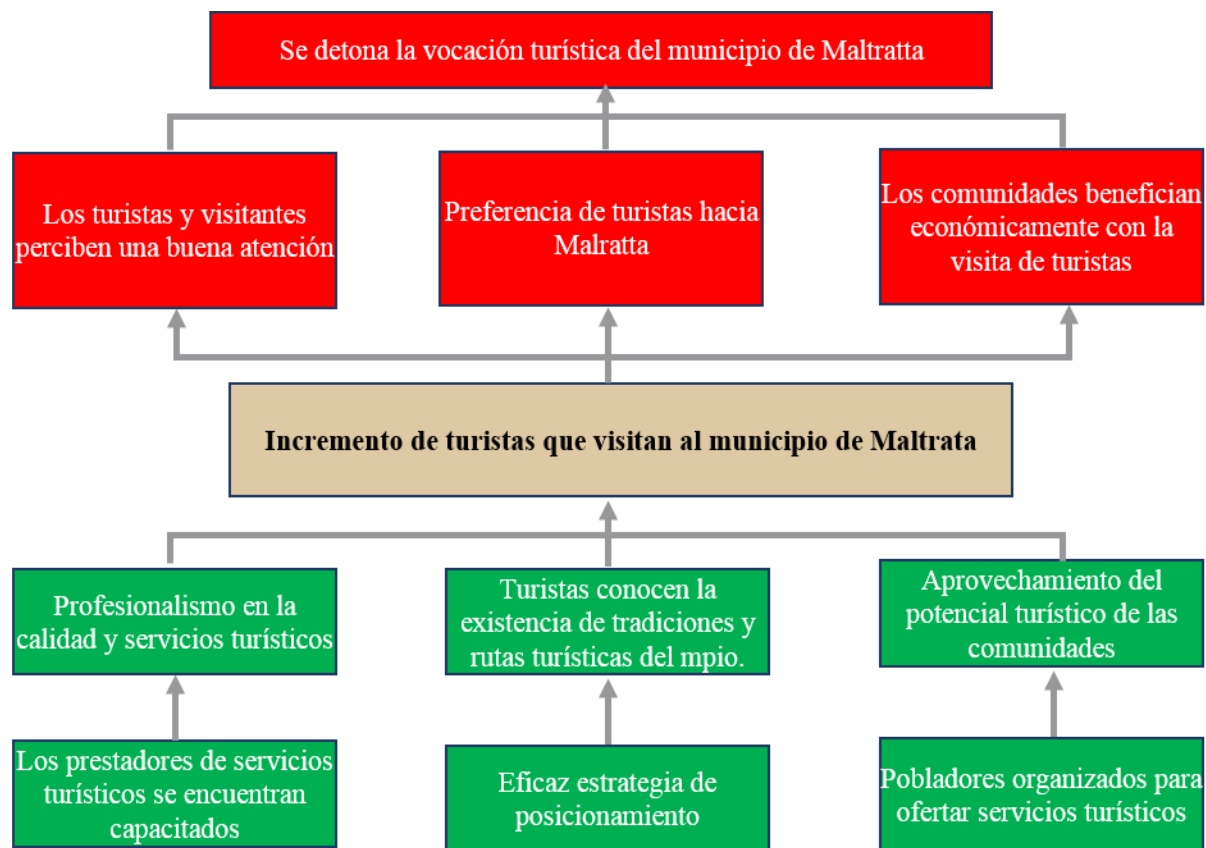 Se detona la vocación turística del municipio de Maltratta
Los turistas y visitantes
perciben una buena atención
Preferencia de turistas hacia
Malratta
Los comunidades benefician
económicamente con la
visita de turistas
Incremento de turistas que visitan al municipio de Maltrata
Profesionalismo en la
calidad y servicios turísticos
Turistas conocen la
existencia de tradiciones y
rutas turísticas del mpio.
Aprovechamiento del
potencial turístico de las
comunidades
Los prestadores de servicios
turísticos se encuentran
capacitados
Eficaz estrategia de
posicionamiento
Pobladores organizados para
ofertar servicios turísticos